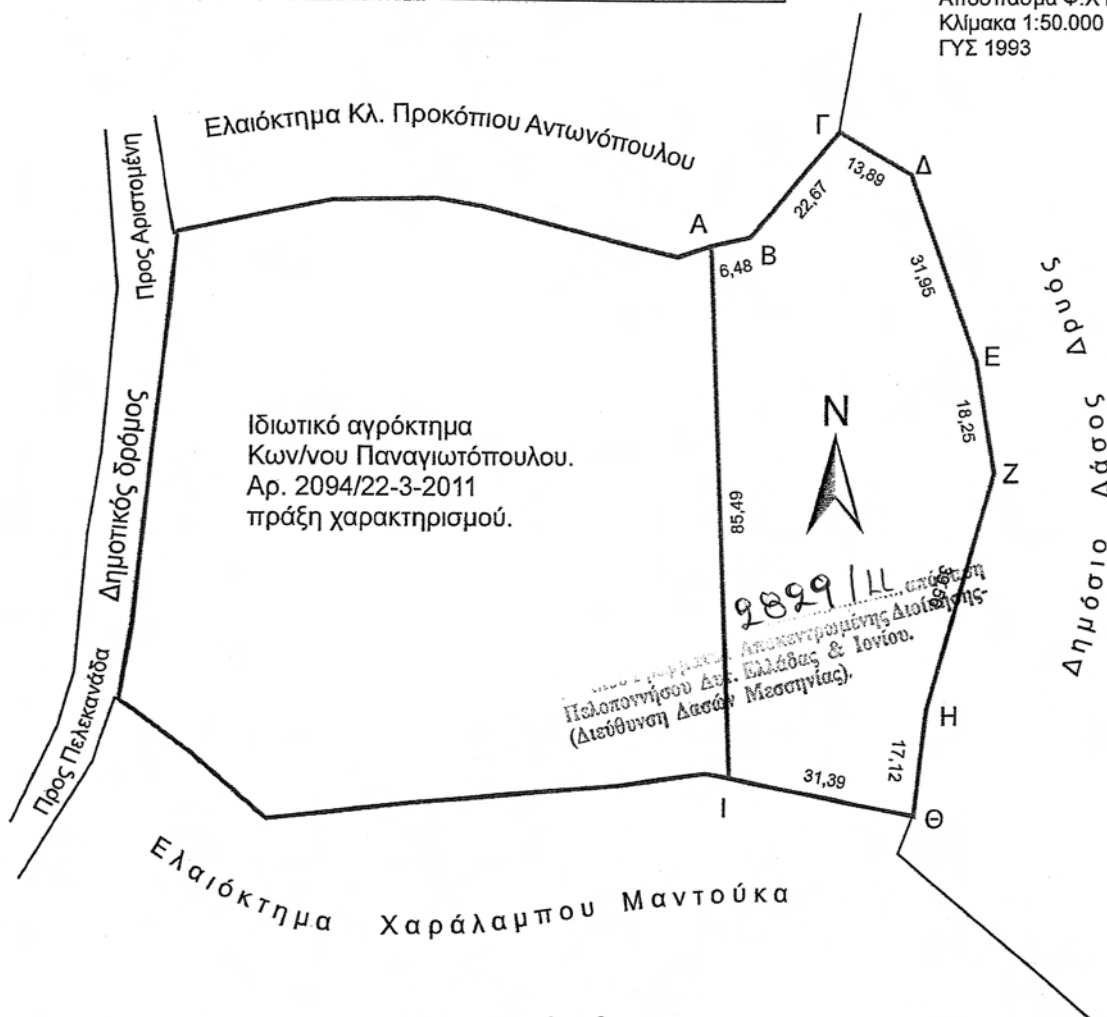 Κλίμακα 1:50.000
ΓΥΣ 1993
Ελαιόκτημα Κλ. Προκόπιου Αντωνόπουλου
Προς Αριστομένη
Γ
13,89
Δ
22,67
Α
6,48
Β
31,95
Δημόσιο Δάσος Δρυός
Ε
18,25
Ζ
Ν
Ιδιωτικό αγρόκτημα
Κων/νου Παναγιωτόπουλου.
Αρ. 2094/22-3-2011
πράξη χαρακτηρισμού.
Δημοτικός δρόμος
85,49
2829/11 απόφαση
Αποκεντρωμένης Διοίκησης
Πελοποννήσου Δυτ. Ελλάδας & Ιονίου.
(Διεύθυνση Δασών Μεσσηνίας).
Η
17,12
Προς Πελεκανάδα
31,39
Ι
Θ
Ελαιόκτημα Χαράλαμπου Μαντούκα